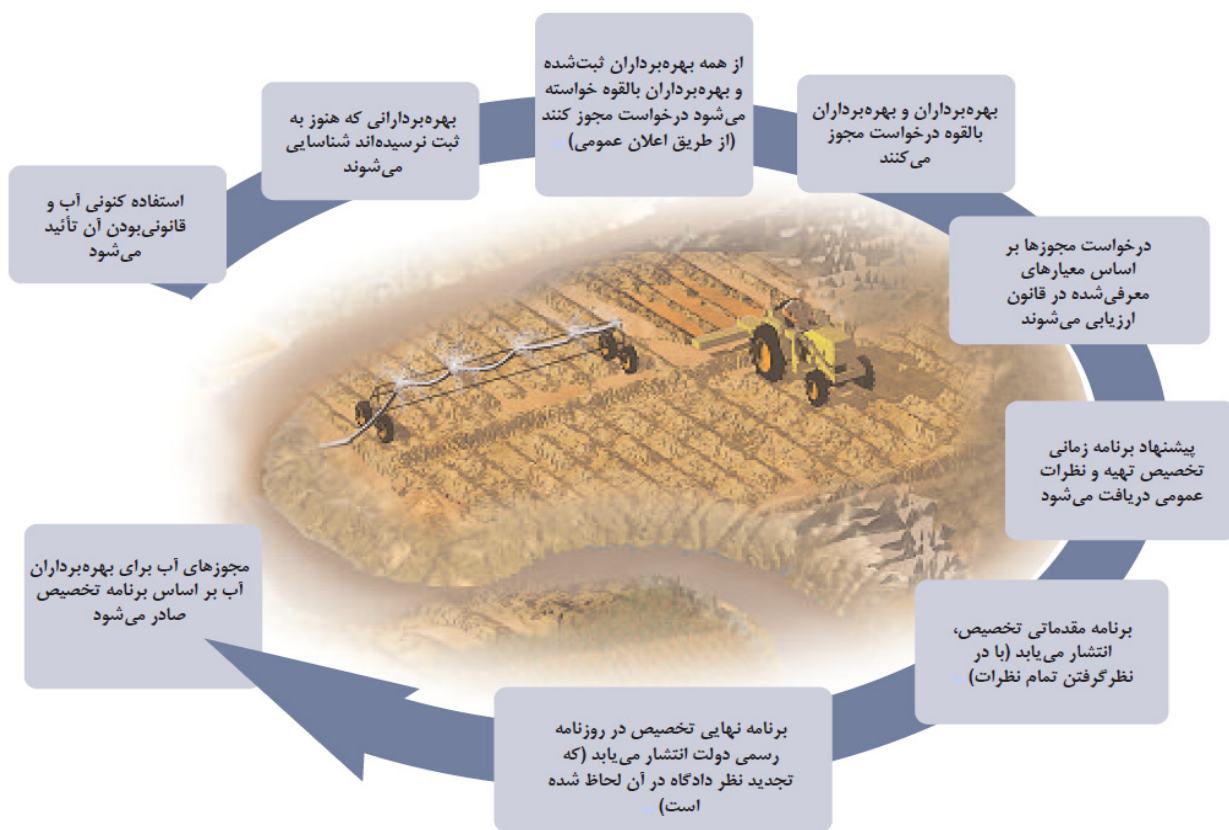 استفاده کنونی آب و
قانونی‌بودن آن تأئید
می‌شود
بهره‌بردارانی که هنوز به
ثبت نرسیده‌اند شناسایی
می‌شوند
از همه بهره‌برداران ثبت‌شده
و بهره‌برداران بالقوه خواسته
می‌شود درخواست مجوز کنند
(از طریق اعلان عمومی)
بهره‌برداران و بهره‌برداران
بالقوه درخواست مجوز
می‌کنند
درخواست مجوزها بر
اساس معیارهای
معرفی‌شده در قانون
ارزیابی می‌شوند
پیشنهاد برنامه زمانی
تخصیص تهیه و نظرات
عمومی دریافت می‌شود
برنامه مقدماتی تخصیص،
انتشار می‌یابد (با در
نظرگرفتن تمام نظرات)
برنامه نهایی تخصیص در روزنامه
رسمی دولت انتشار می‌یابد (که
تجدید نظر دادگاه در آن لحاظ شده
است)
مجوزهای آب برای بهره‌برداران
آب بر اساس برنامه تخصیص
صادر می‌شود